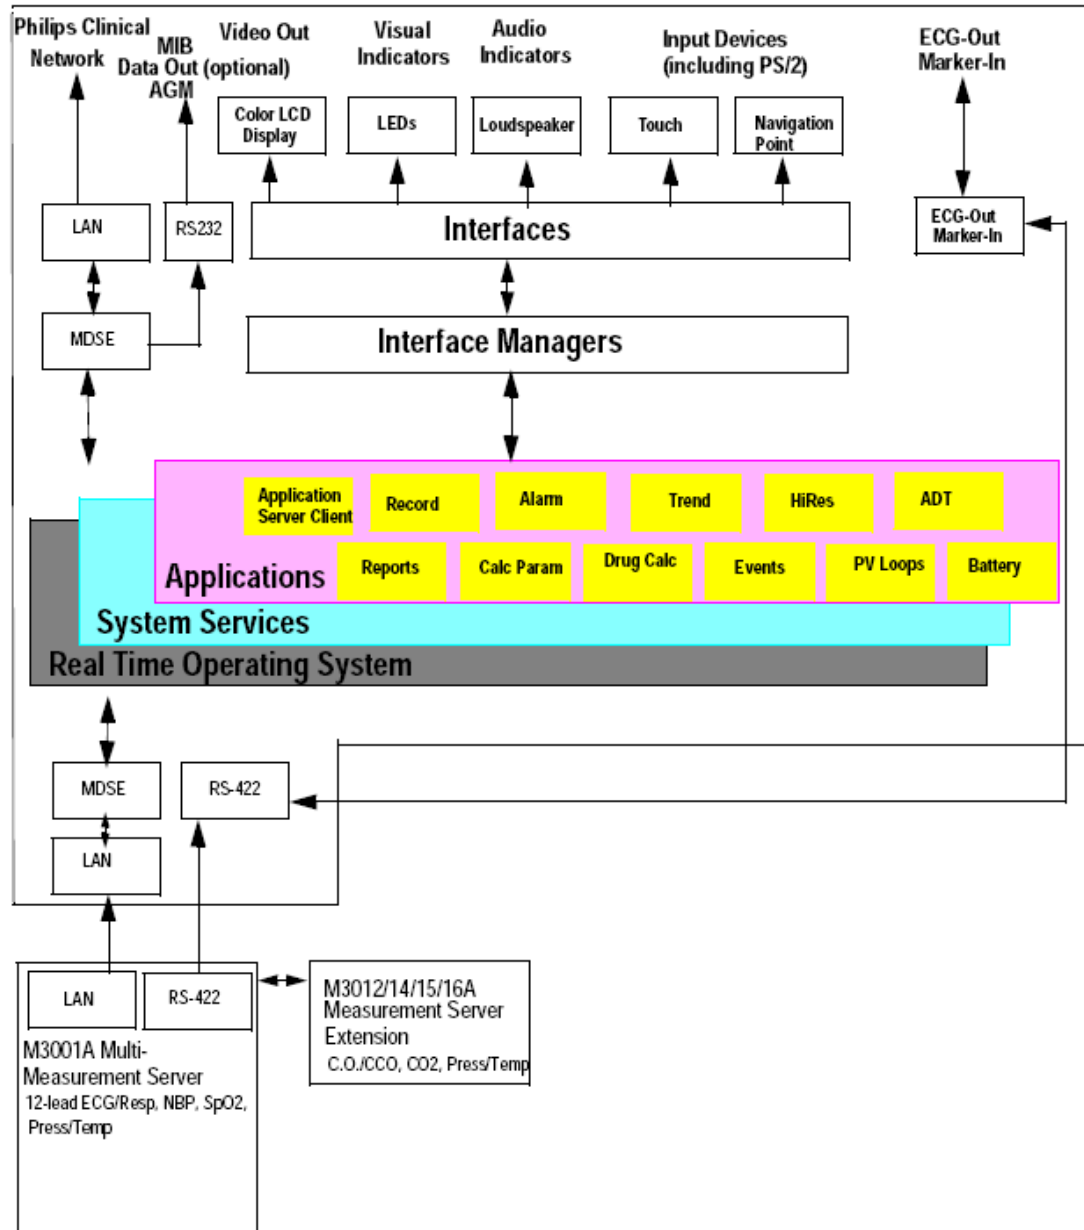 Philips Clinical
Network
MIB
Data Out (optional)
AGM
Video Out
Visual
Indicators
Audio
Indicators
Input Devices
(including PS/2)
ECG-Out
Marker-In
Color LCD
Display
LEDs
Loudspeaker
Touch
Navigation
Point
LAN
RS232
Interfaces
ECG-Out
Marker-In
MDSE
Interface Managers
Application
Server Client
Record
Alarm
Trend
HiRes
ADT
Applications
Reports
Calc Param
Drug Calc
Events
PV Loops
Battery
System Services
Real Time Operating System
MDSE
RS-422
LAN
LAN
RS-422
M3001A Multi-
Measurement Server
12-lead ECG/Resp, NBP, SpO2,
Press/Temp
M3012/14/15/16A
Measurement Server
Extension
C.O./CCO, CO2, Press/Temp